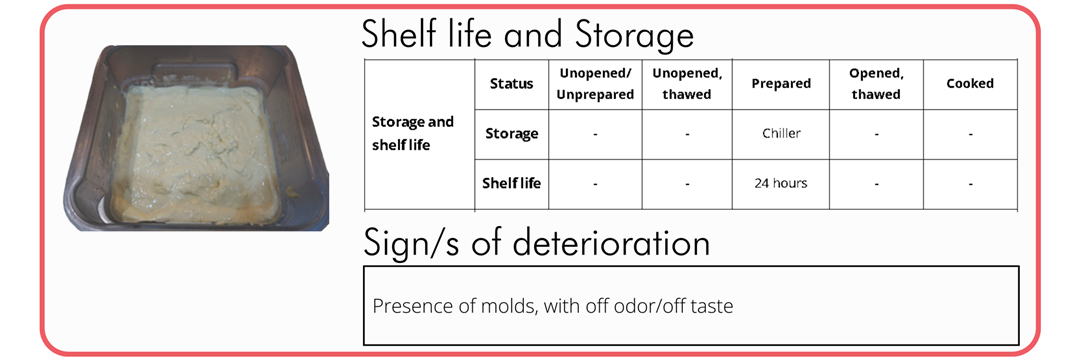 Shelf life and Storage
Storage and
shelf life
Status
Unopened/
Unprepared
Unopened,
thawed
Prepared
Opened,
thawed
Cooked
Storage
-
-
Chiller
-
-
Shelf life
-
-
24 hours
-
-
Sign/s of deterioration
Presence of molds, with off odor/off taste